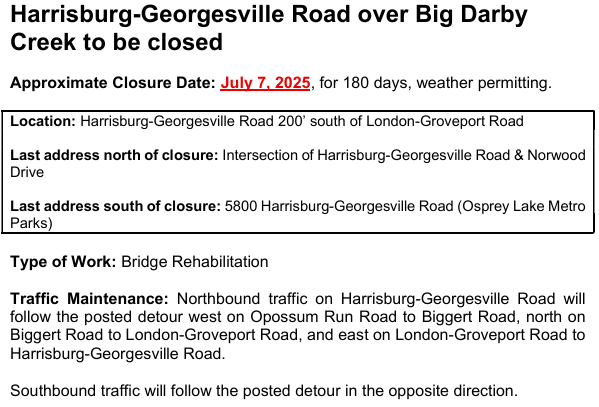 Harrisburg-Georgesville Road over Big Darby
Creek to be closed
Approximate Closure Date: July 7, 2025, for 180 days, weather permitting.
Location: Harrisburg-Georgesville Road 200' south of London-Groveport Road
Last address north of closure: Intersection of Harrisburg-Georgesville Road & Norwood
Drive
Last address south of closure: 5800 Harrisburg-Georgesville Road (Osprey Lake Metro
Parks)
Type of Work: Bridge Rehabilitation
Traffic Maintenance: Northbound traffic on Harrisburg-Georgesville Road will
follow the posted detour west on Opossum Run Road to Biggert Road, north on
Biggert Road to London-Groveport Road, and east on London-Groveport Road to
Harrisburg-Georgesville Road.
Southbound traffic will follow the posted detour in the opposite direction.